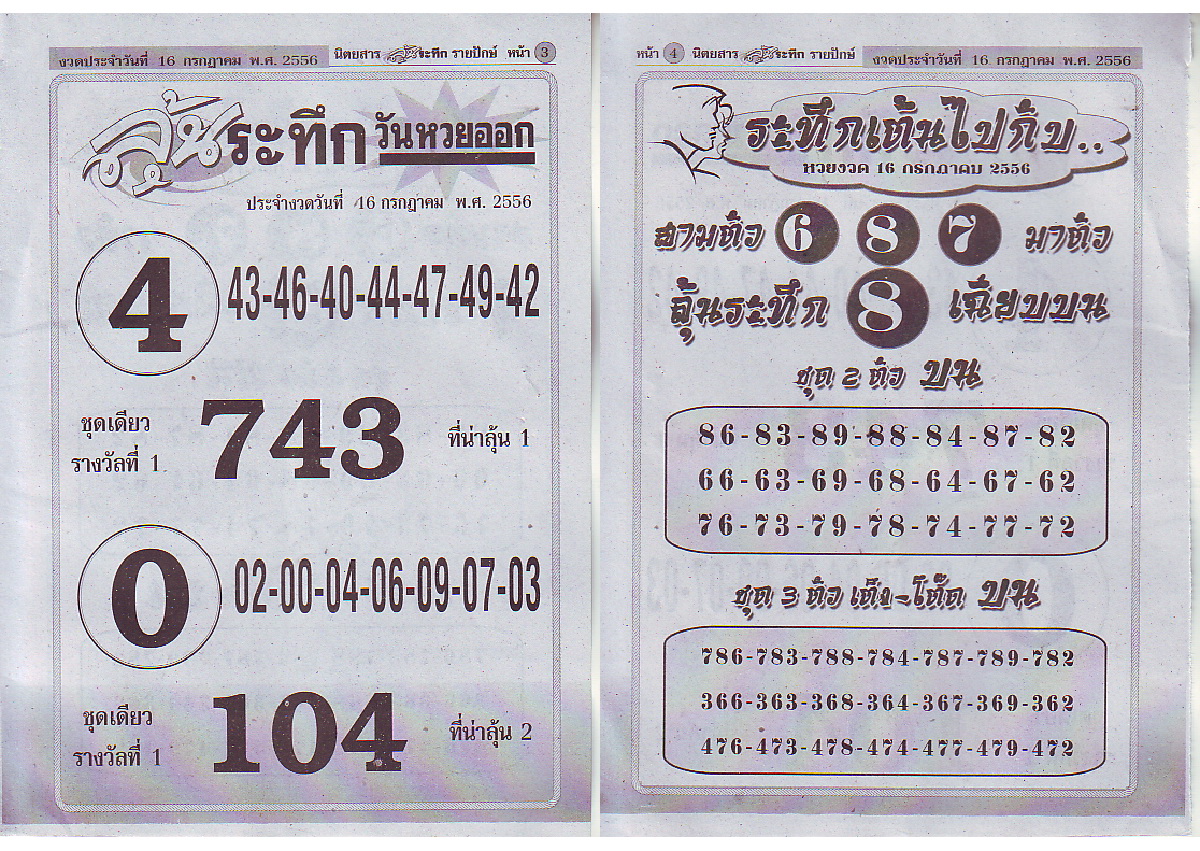 งวดประจำวันที่ 16 กรกฎาคม พ.ศ. 2556 นิตยสาร ลุ้นระทึก รายปักษ์ หน้า 3
ลุ้นระทึก วันหวยออก
ประจำงวดวันที่ 16 กรกฎาคม พ.ศ. 2556
4 43-46-40-44-47-49-42
ชุดเดียว
รางวัลที่ 1 743 ที่น่าลุ้น 1
0 02-00-04-06-09-07-03
ชุดเดียว
รางวัลที่ 1 104 ที่น่าลุ้น 2
หน้า 4 นิตยสาร ลุ้นระทึก รายปักษ์ งวดประจำวันที่ 16 กรกฎาคม พ.ศ. 2556
ระทึกเต้นไปกับ..
หวยงวด 16 กรกฎาคม 2556
สามตัว 6 8 7 มาตัว
ลุ้นระทึก 8 เฉียบบน
ชุด 2 ตัว บน
86-83-89-88-84-87-82
66-63-69-68-64-67-62
76-73-79-78-74-77-72
ชุด 3 ตัว เต็ง-โต๊ด บน
786-783-788-784-787-789-782
366-363-368-364-367-369-362
476-473-478-474-477-479-472